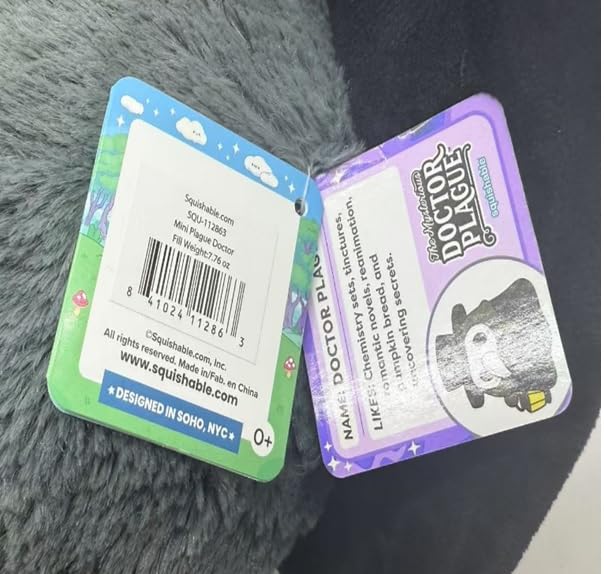 Squishable.com
SQU-112863
Mini Plague Doctor
Fill Weight:7.76 oz
8 41024 11286 3
©Squishable.com, Inc.
All rights reserved. Made in/Fab. en China
www.squishable.com
DESIGNED IN SOHO, NYC
0+
The Mysterious
DOCTOR
PLAGUE
squishable
NAME: DOCTOR PLAG
LIKES: Chemistry sets, tinctures,
romantic novels, reanimation,
pumpkin bread, and
uncovering secrets.